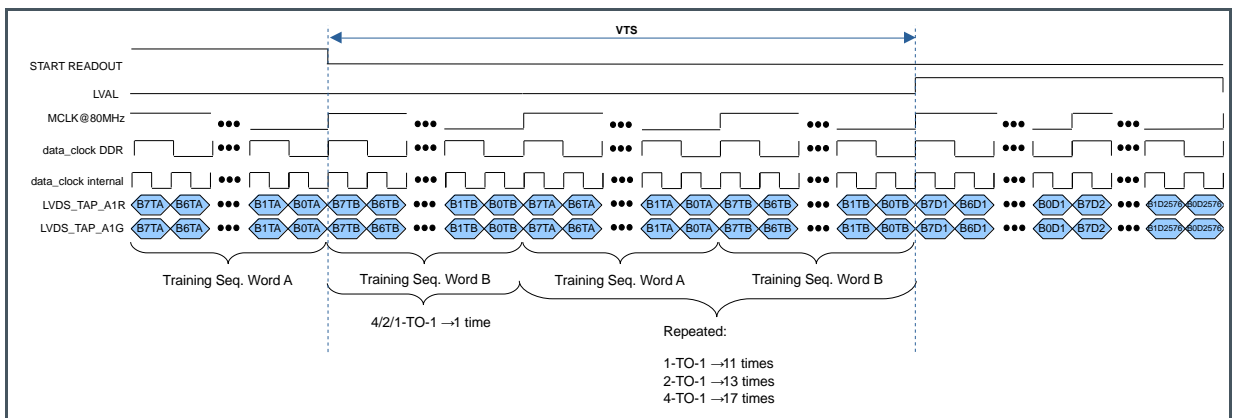 VTS
START READOUT
LVAL
MCLK@80MHz
data_clock DDR
data_clock internal
LVDS_TAP_A1R B7TA B6TA B1TA B0TA B7TB B6TB B1TB B0TB B7TA B6TA B1TA B0TA B7TB B6TB B1TB B0TB B7D1 B6D1 B0D1 B7D2 B1D2576 B0D2576
LVDS_TAP_A1G B7TA B6TA B1TA B0TA B7TB B6TB B1TB B0TB B7TA B6TA B1TA B0TA B7TB B6TB B1TB B0TB B7D1 B6D1 B0D1 B7D2 B1D2576 B0D2576
Training Seq. Word A Training Seq. Word B Training Seq. Word A Training Seq. Word B
4/2/1-TO-1 →1 time
Repeated:
1-TO-1 →11 times
2-TO-1 →13 times
4-TO-1 →17 times